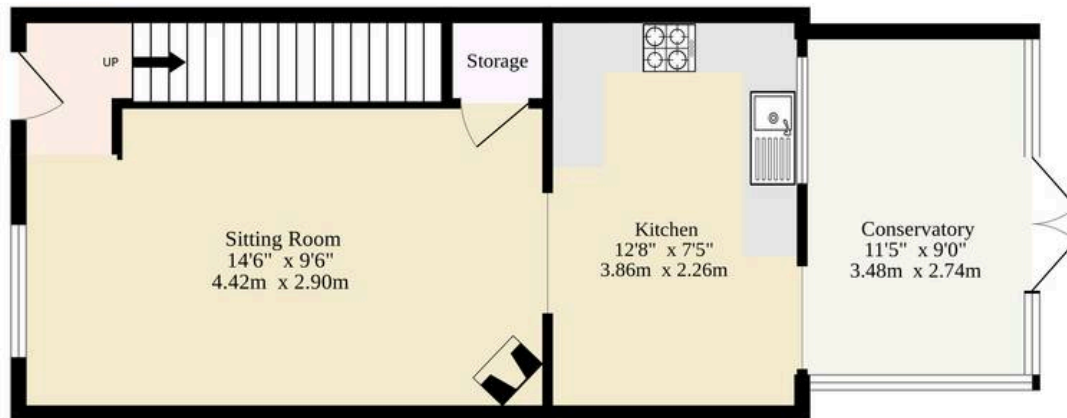 UP
Storage
Sitting Room
14'6" x 9'6"
4.42m x 2.90m
Kitchen
12'8" x 7'5"
3.86m x 2.26m
Conservatory
11'5" x 9'0"
3.48m x 2.74m